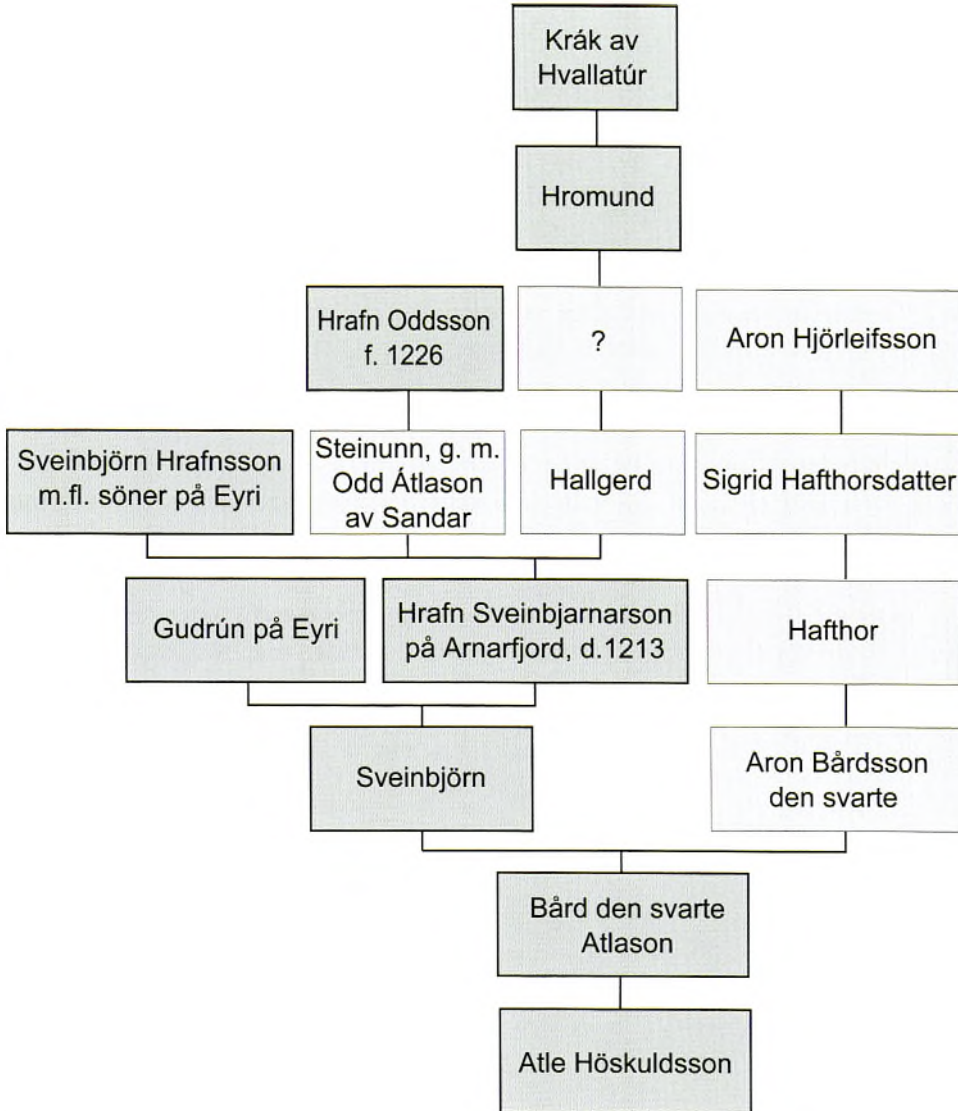 Krák av
Hvallatúr
Hromund
Hrafn Oddsson
f. 1226
?
Aron Hjörleifsson
Sveinbjörn Hrafnsson
m.fl. söner på Eyri
Steinunn, g. m.
Odd Átlason
av Sandar
Hallgerd
Sigrid Hafthorsdatter
Gudrún på Eyri
Hrafn Sveinbjarnarson
på Arnarfjord, d.1213
Hafthor
Sveinbjörn
Aron Bårdsson
den svarte
Bård den svarte
Atlason
Atle Höskuldsson